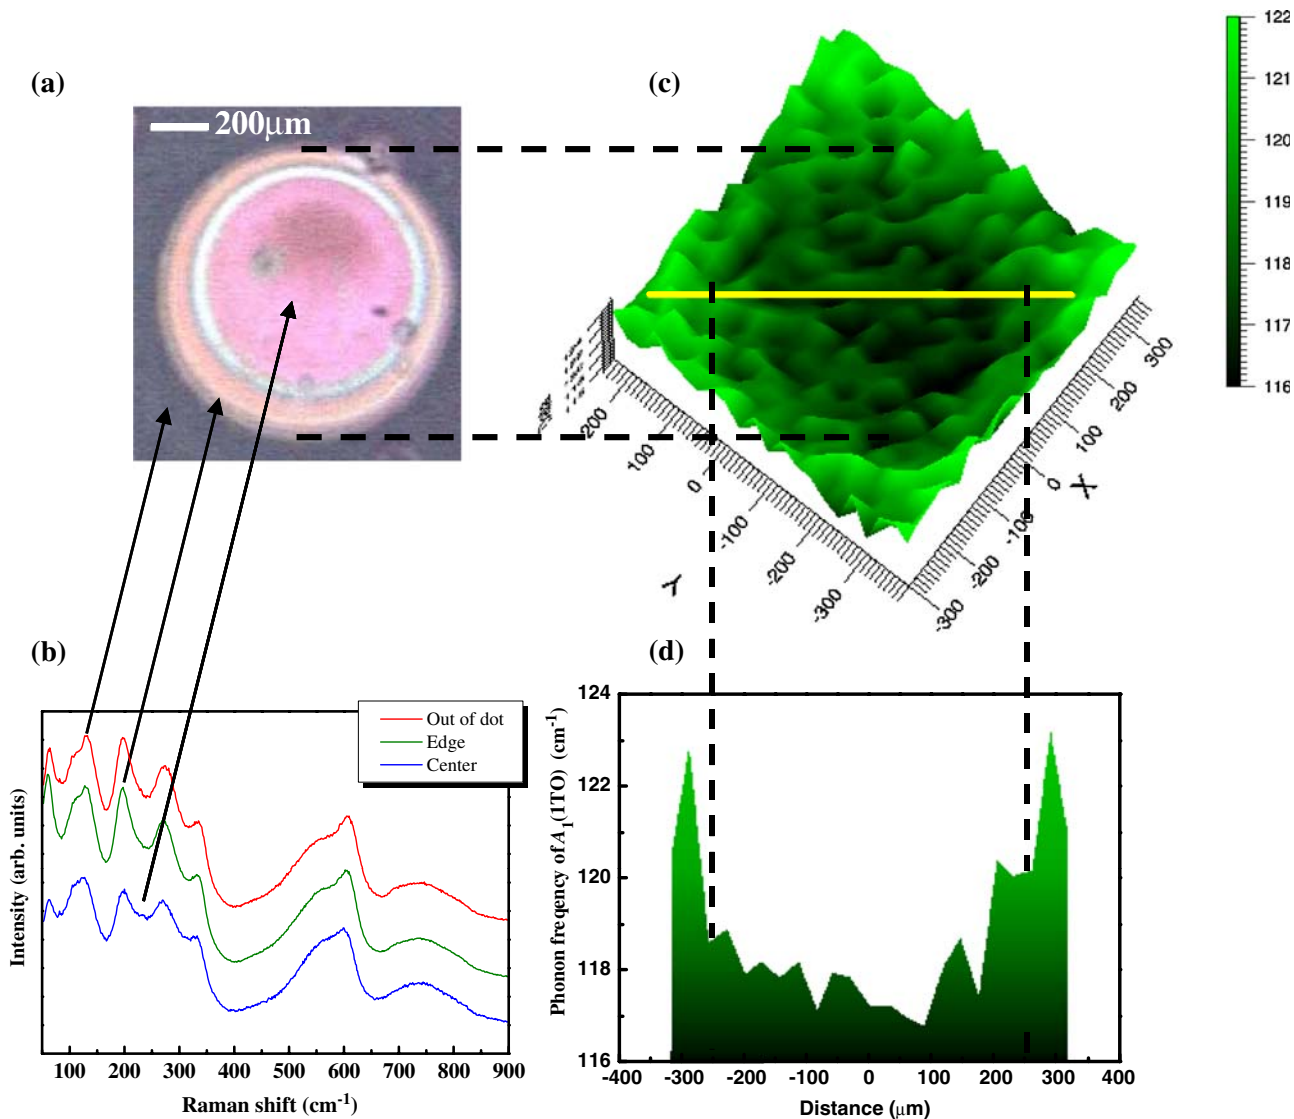 (a)
200μm
(c)
122
121
120
119
118
117
116
200
100
0
-100
-200
-300
Y
300
200
100
0
-100
-200
-300
X
(b)
Out of dot
Edge
Center
Intensity (arb. units)
100 200 300 400 500 600 700 800 900
Raman shift (cm⁻¹)
(d)
Phonon freqency of A₁(1TO) (cm⁻¹)
124
122
120
118
116
-400 -300 -200 -100 0 100 200 300 400
Distance (μm)